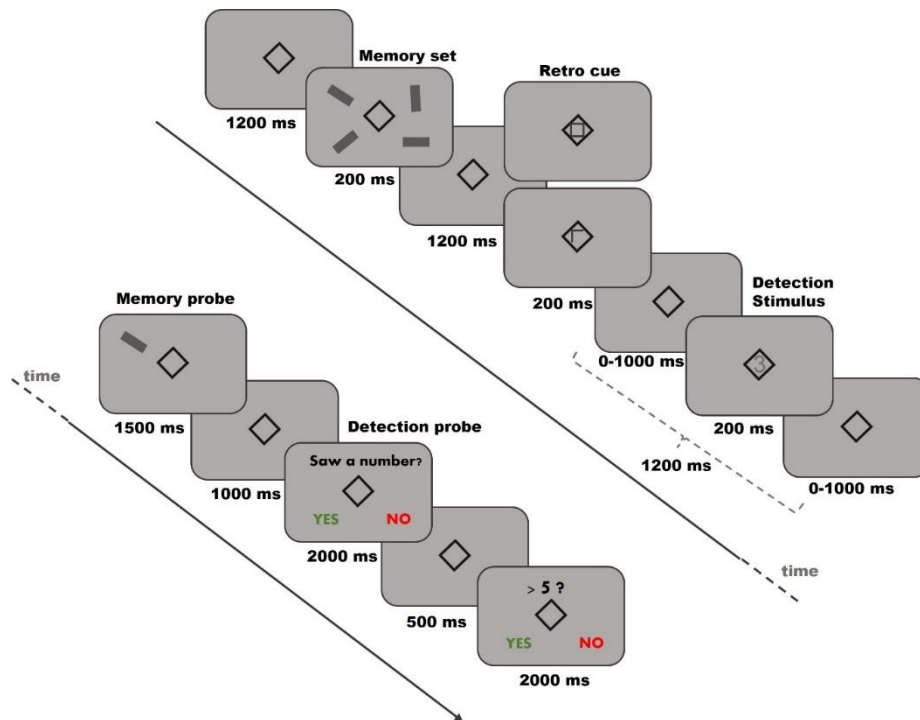 Memory set
Retro cue
1200 ms
200 ms
1200 ms
200 ms
Detection
Stimulus
0-1000 ms
3
200 ms
1200 ms
0-1000 ms
time
Memory probe
time
1500 ms
Detection probe
1000 ms
Saw a number?
YES NO
2000 ms
500 ms
> 5 ?
YES NO
2000 ms